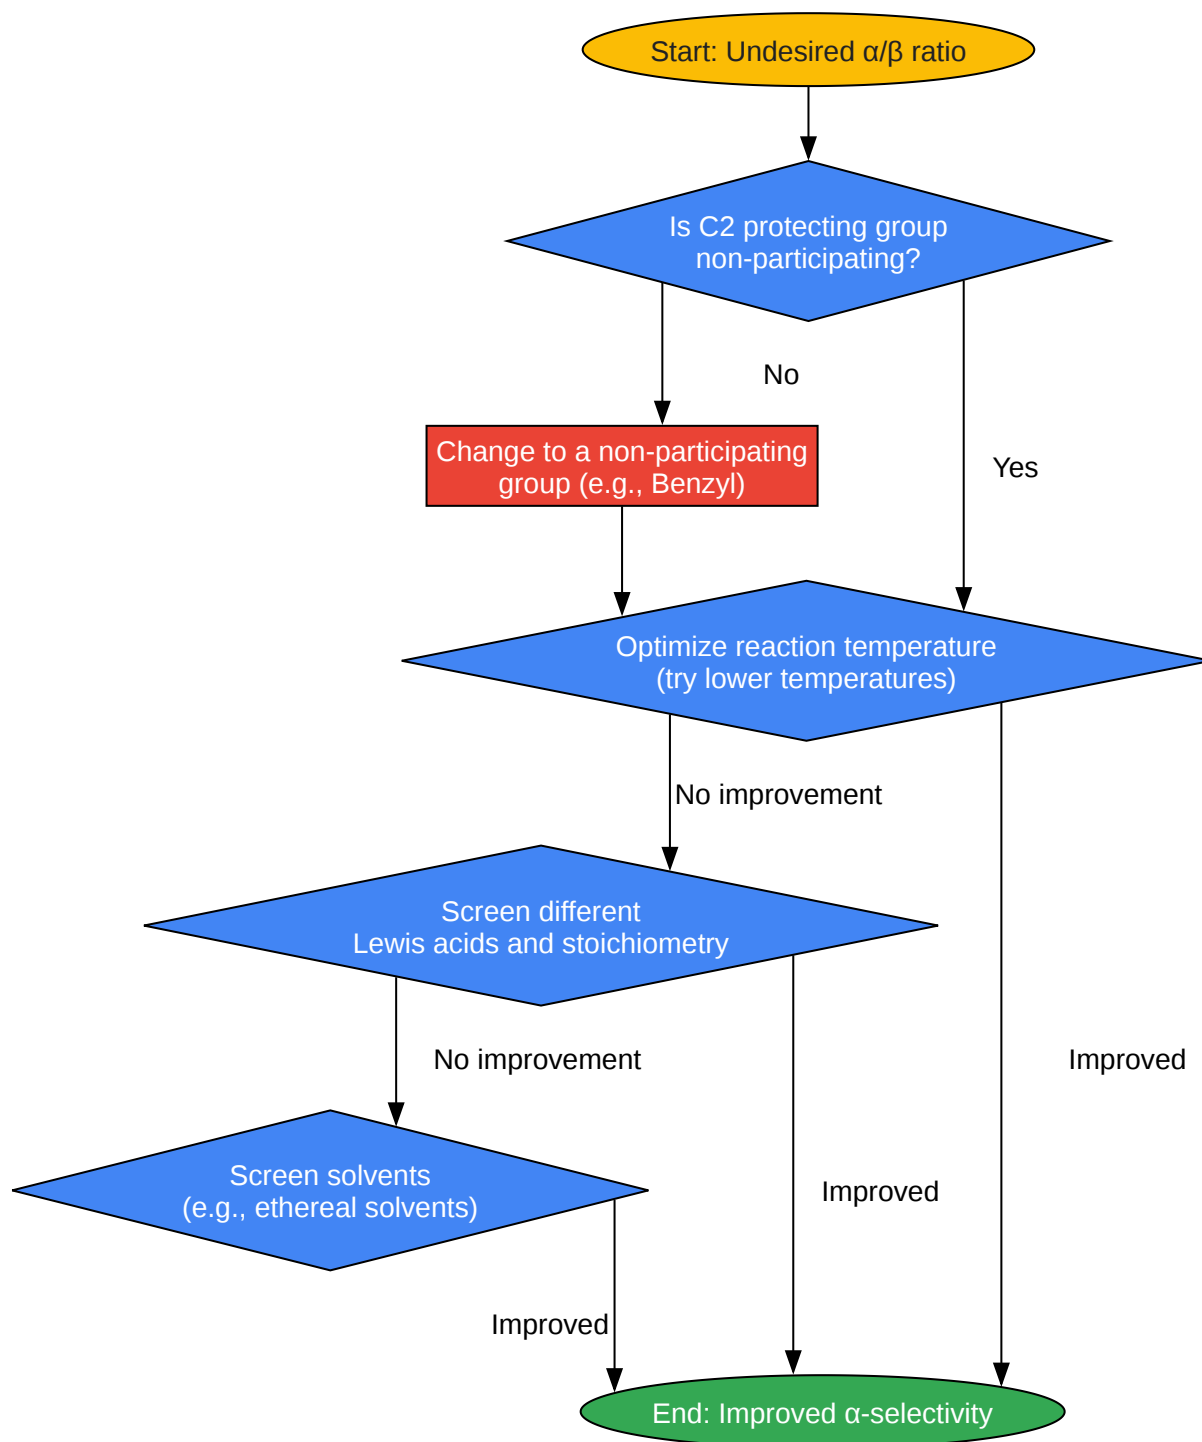 Start: Undesired α/β ratio
Is C2 protecting group
non-participating?
No
Change to a non-participating
group (e.g., Benzyl)
Yes
Optimize reaction temperature
(try lower temperatures)
No improvement
Screen different
Lewis acids and stoichiometry
No improvement
Improved
Screen solvents
(e.g., ethereal solvents)
Improved
Improved
End: Improved α-selectivity